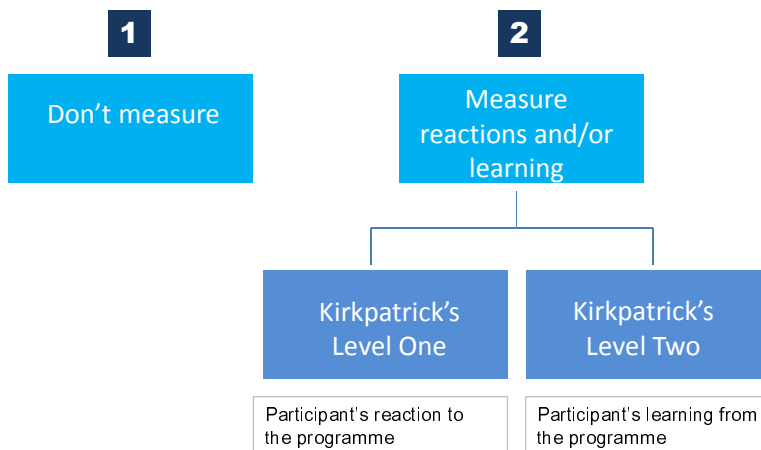 1
Don’t measure
2
Measure
reactions and/or
learning
Kirkpatrick’s
Level One
Kirkpatrick’s
Level Two
Participant’s reaction to
the programme
Participant’s learning from
the programme